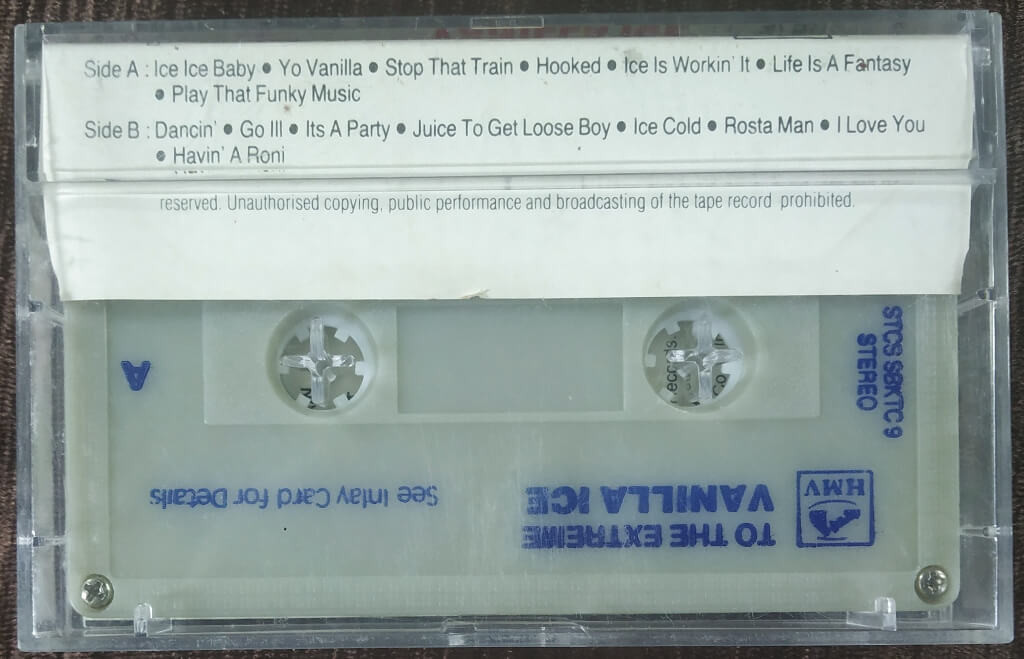 Side A : Ice Ice Baby • Yo Vanilla • Stop That Train • Hooked • Ice Is Workin' It • Life Is A Fantasy
• Play That Funky Music
Side B : Dancin' • Go Ill • Its A Party • Juice To Get Loose Boy • Ice Cold • Rosta Man • I Love You
• Havin' A Roni
reserved. Unauthorised copying, public performance and broadcasting of the tape record prohibited.
A
STCS SBKTC 9
STEREO
HMV
TO THE EXTREME
VANILLA ICE
See Inlay Card for Details